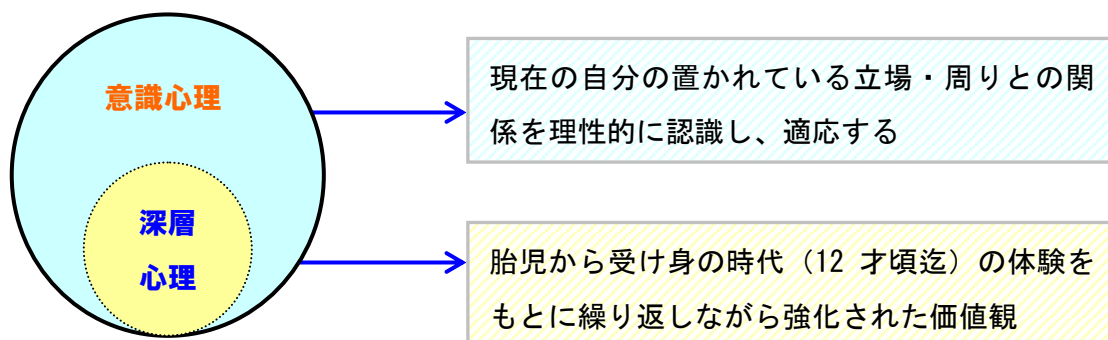 意識心理
現在の自分の置かれている立場・周りとの関
係を理性的に認識し、適応する
深層
心理
胎児から受け身の時代（12 才頃迄）の体験を
もとに繰り返しながら強化された価値観